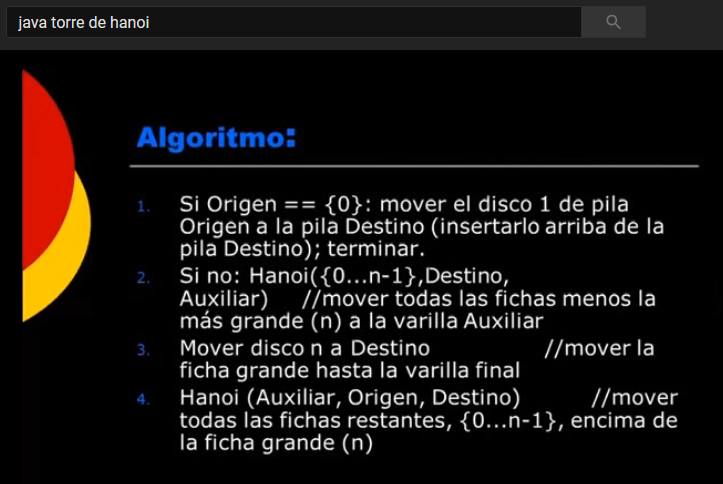 java torre de hanoi
Algoritmo:
1. Si Origen == {0}: mover el disco 1 de pila
Origen a la pila Destino (insertarlo arriba de la
pila Destino); terminar.
2. Si no: Hanoi({0...n-1},Destino,
Auxiliar) //mover todas las fichas menos la
más grande (n) a la varilla Auxiliar
3. Mover disco n a Destino //mover la
ficha grande hasta la varilla final
4. Hanoi (Auxiliar, Origen, Destino) //mover
todas las fichas restantes, {0...n-1}, encima de
la ficha grande (n)